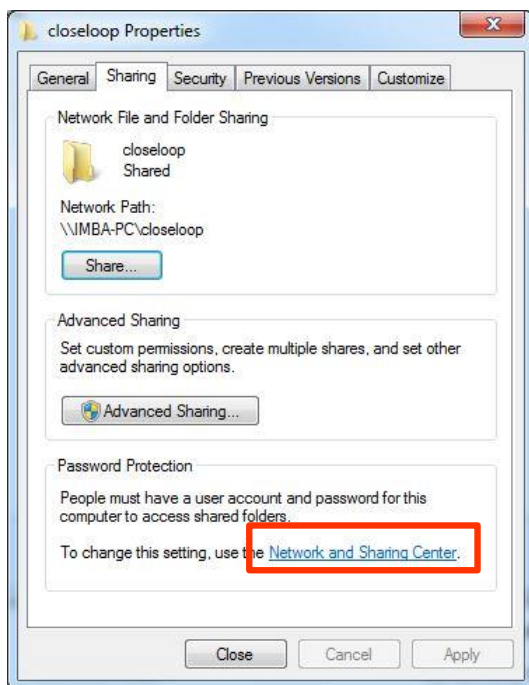 closeloop Properties
General Sharing Security Previous Versions Customize
Network File and Folder Sharing
closeloop
Shared
Network Path:
\\IMBA-PC\closeloop
Share...
Advanced Sharing
Set custom permissions, create multiple shares, and set other
advanced sharing options.
Advanced Sharing...
Password Protection
People must have a user account and password for this
computer to access shared folders.
To change this setting, use the Network and Sharing Center.
Close Cancel Apply